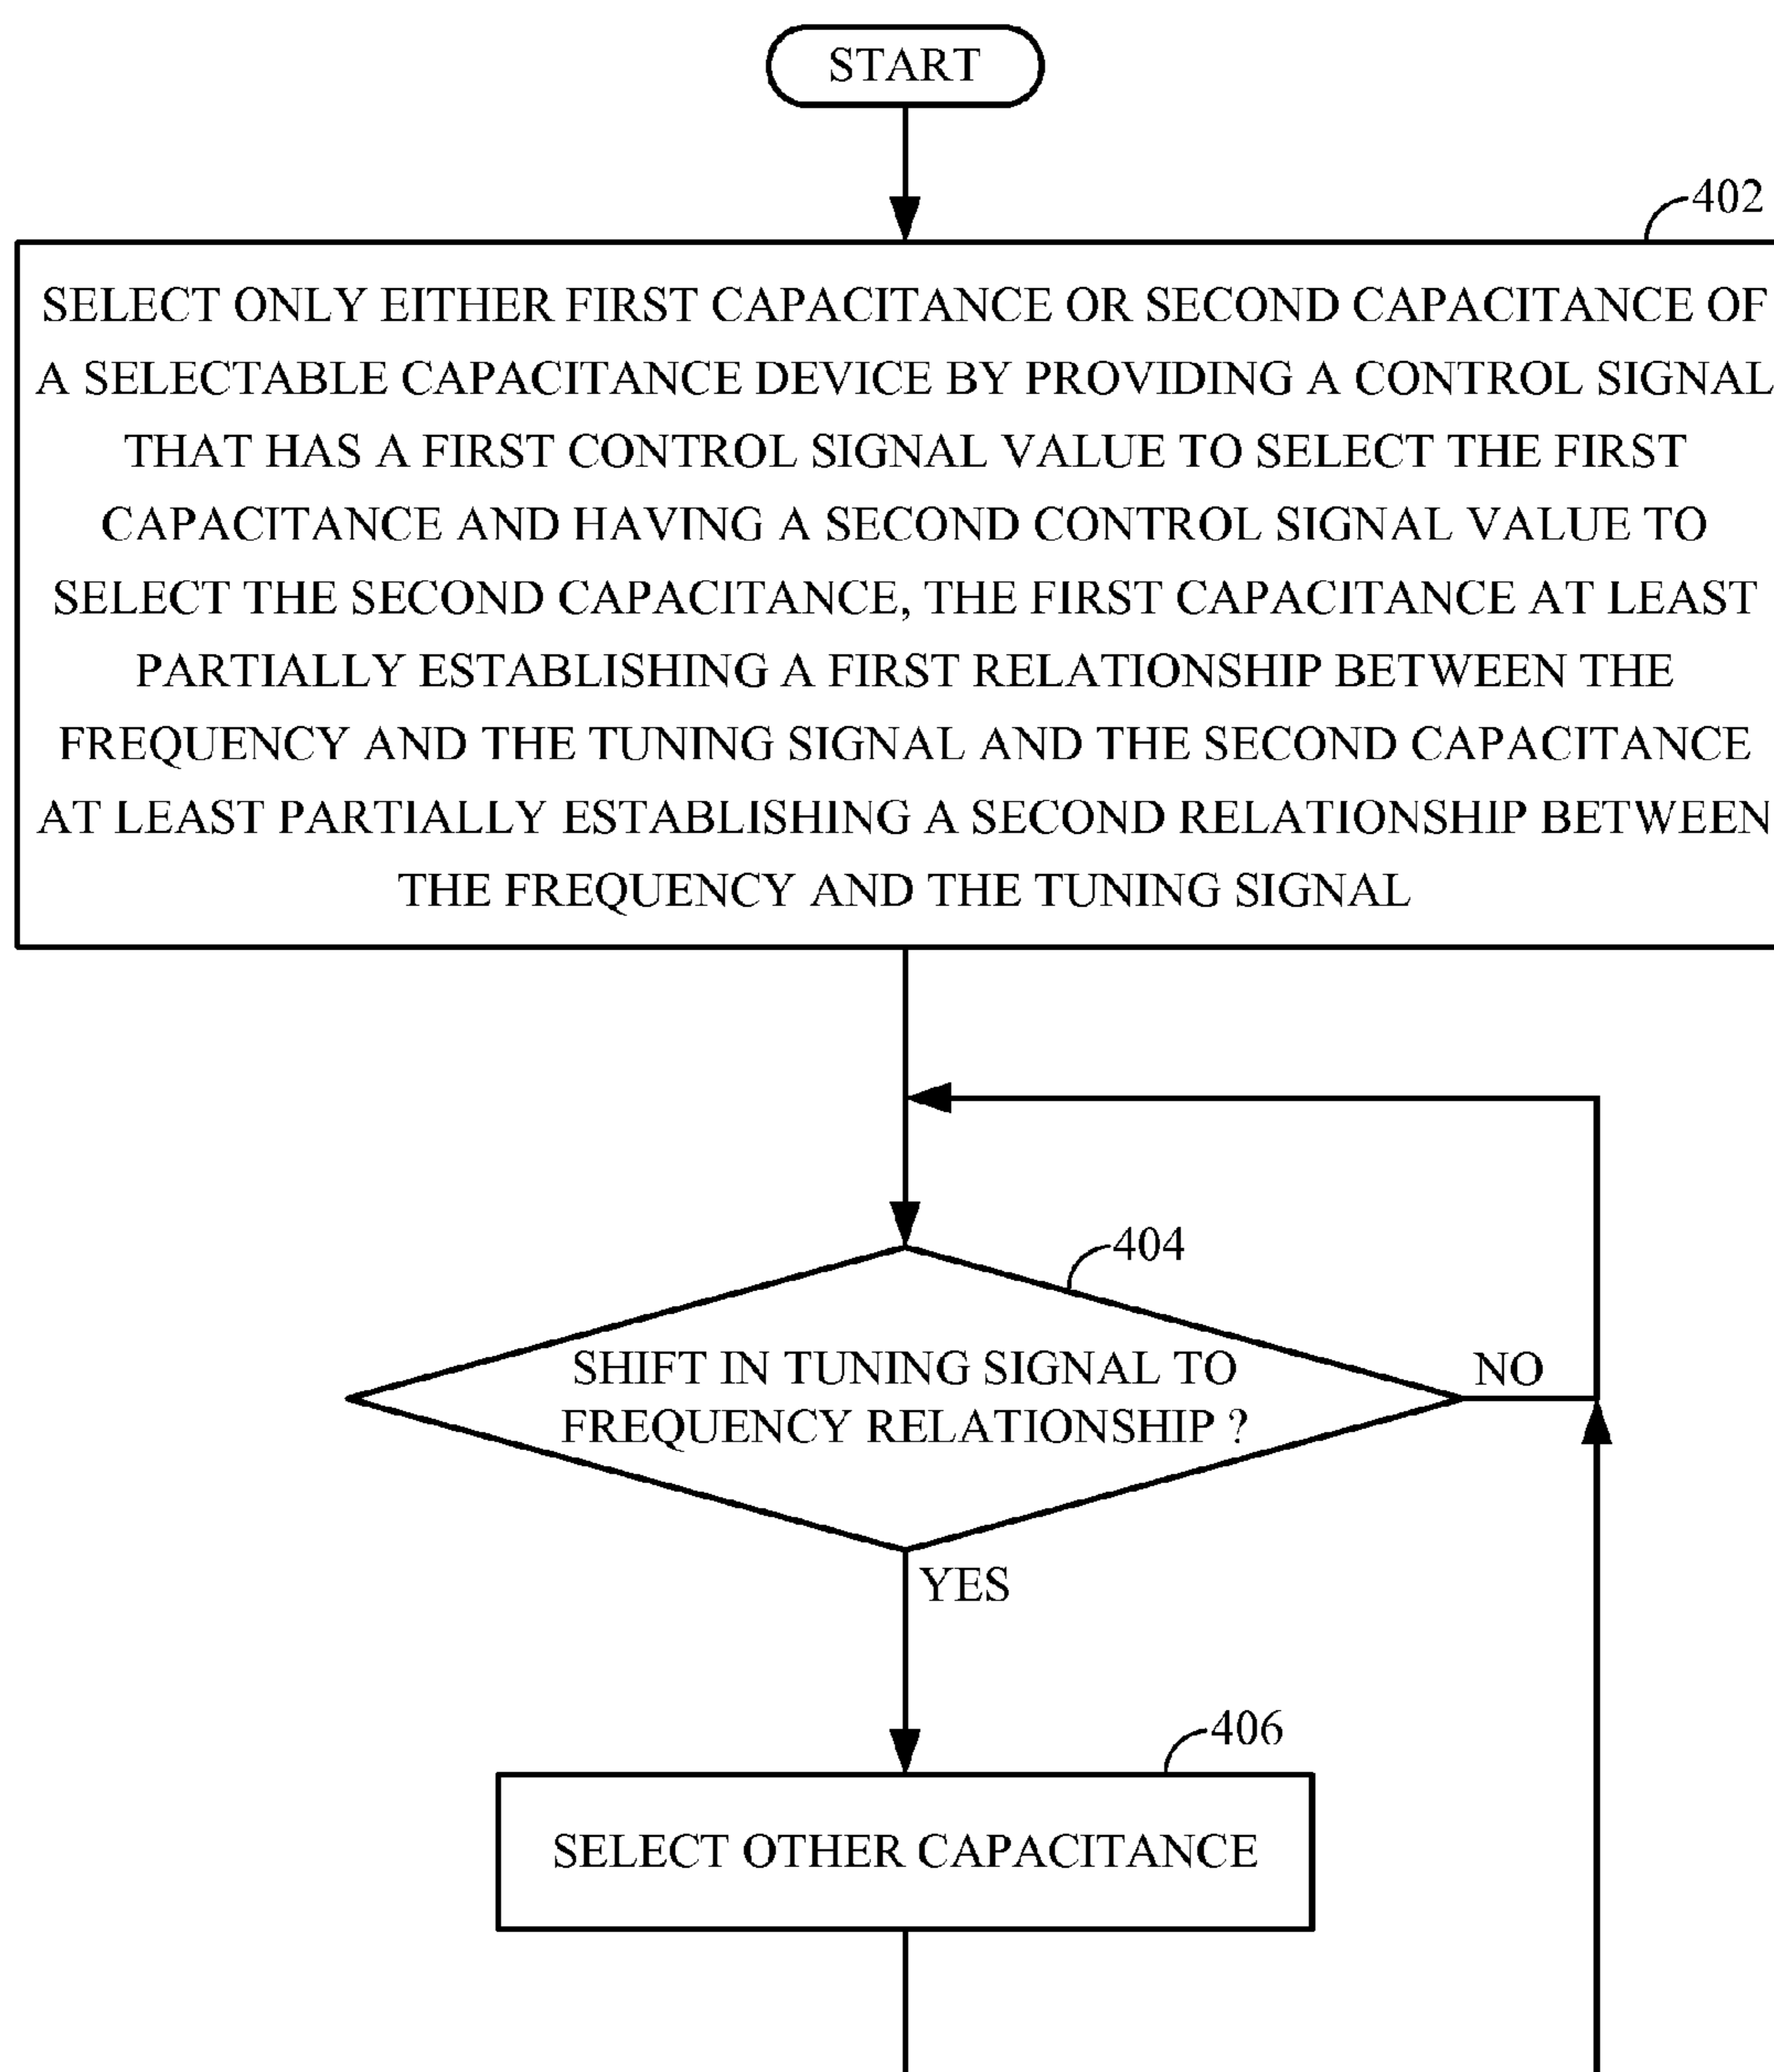 START
402
SELECT ONLY EITHER FIRST CAPACITANCE OR SECOND CAPACITANCE OF
A SELECTABLE CAPACITANCE DEVICE BY PROVIDING A CONTROL SIGNAL
THAT HAS A FIRST CONTROL SIGNAL VALUE TO SELECT THE FIRST
CAPACITANCE AND HAVING A SECOND CONTROL SIGNAL VALUE TO
SELECT THE SECOND CAPACITANCE, THE FIRST CAPACITANCE AT LEAST
PARTIALLY ESTABLISHING A FIRST RELATIONSHIP BETWEEN THE
FREQUENCY AND THE TUNING SIGNAL AND THE SECOND CAPACITANCE
AT LEAST PARTIALLY ESTABLISHING A SECOND RELATIONSHIP BETWEEN
THE FREQUENCY AND THE TUNING SIGNAL
404
SHIFT IN TUNING SIGNAL TO
FREQUENCY RELATIONSHIP ?
NO
YES
406
SELECT OTHER CAPACITANCE